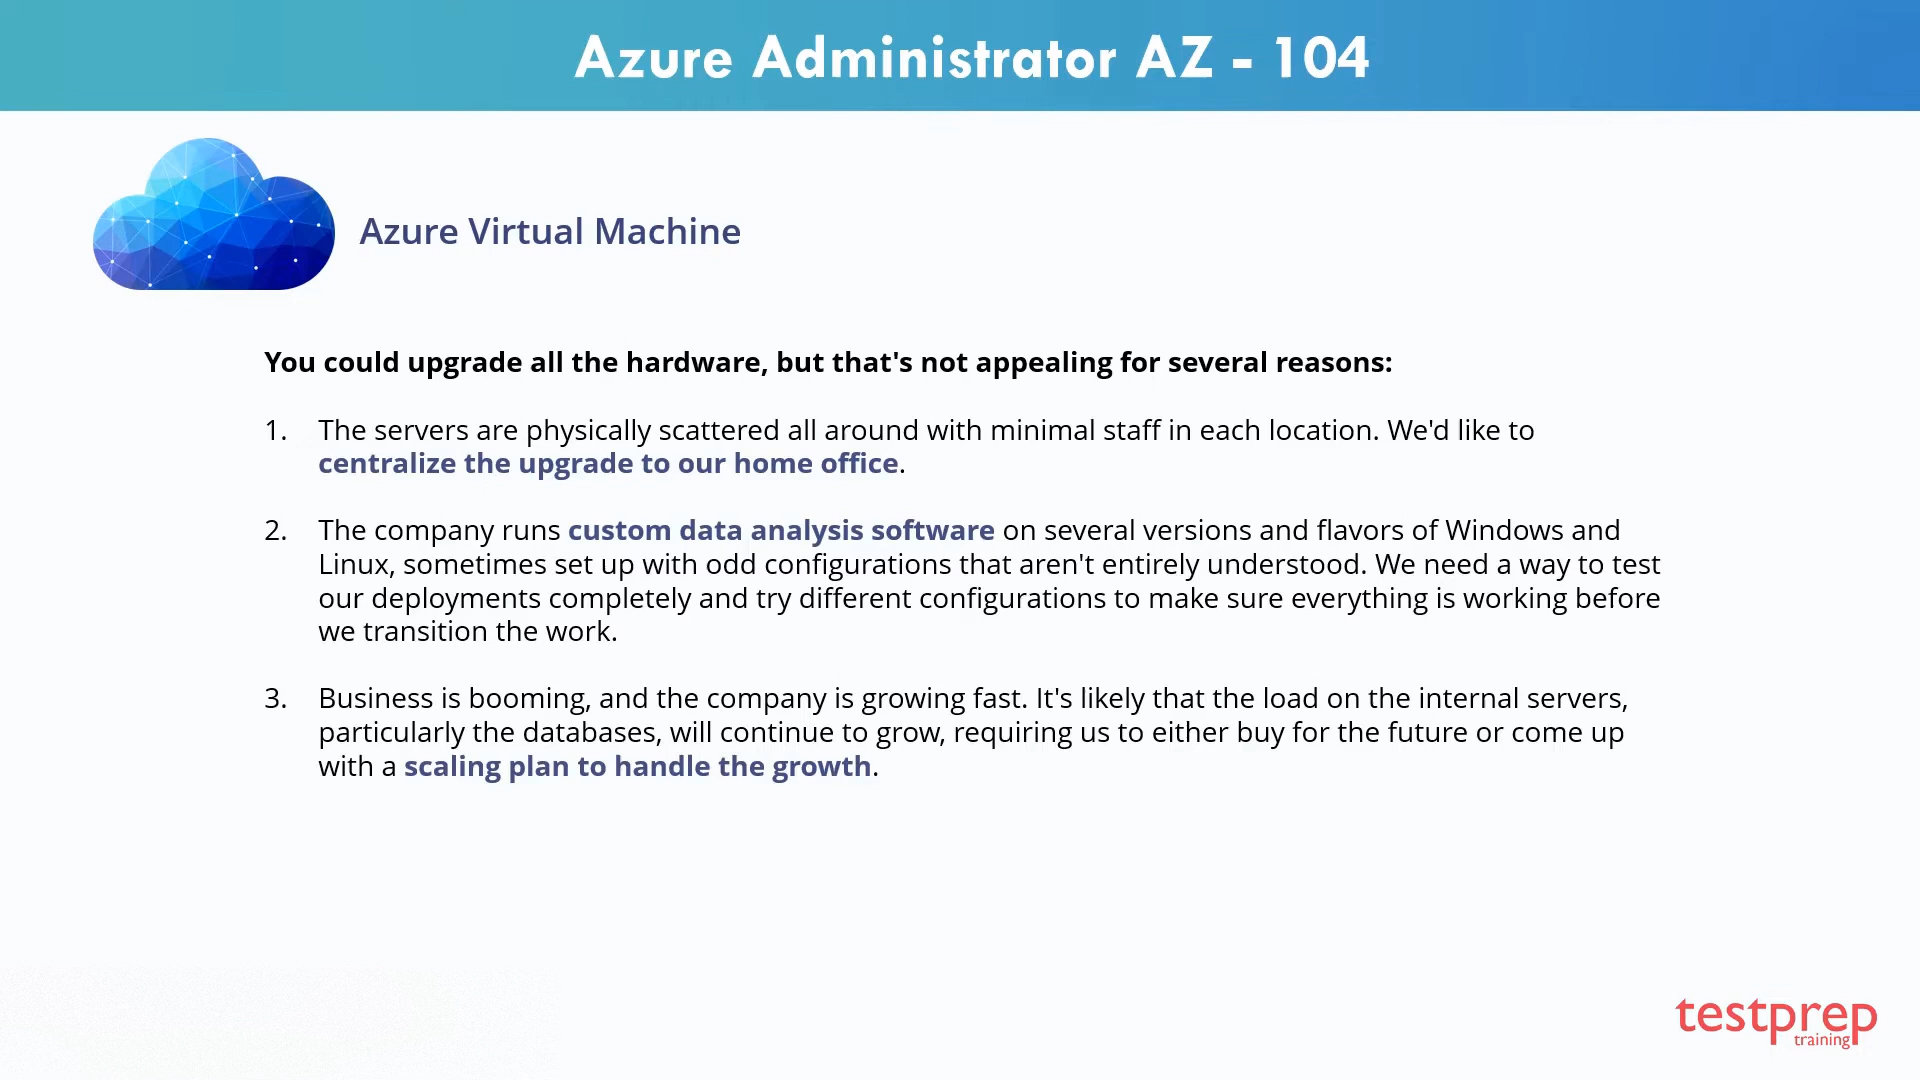 Azure Administrator AZ - 104
Azure Virtual Machine
You could upgrade all the hardware, but that's not appealing for several reasons:
1. The servers are physically scattered all around with minimal staff in each location. We'd like to
centralize the upgrade to our home office.
2. The company runs custom data analysis software on several versions and flavors of Windows and
Linux, sometimes set up with odd configurations that aren't entirely understood. We need a way to test
our deployments completely and try different configurations to make sure everything is working before
we transition the work.
3. Business is booming, and the company is growing fast. It's likely that the load on the internal servers,
particularly the databases, will continue to grow, requiring us to either buy for the future or come up
with a scaling plan to handle the growth.
testprep
training